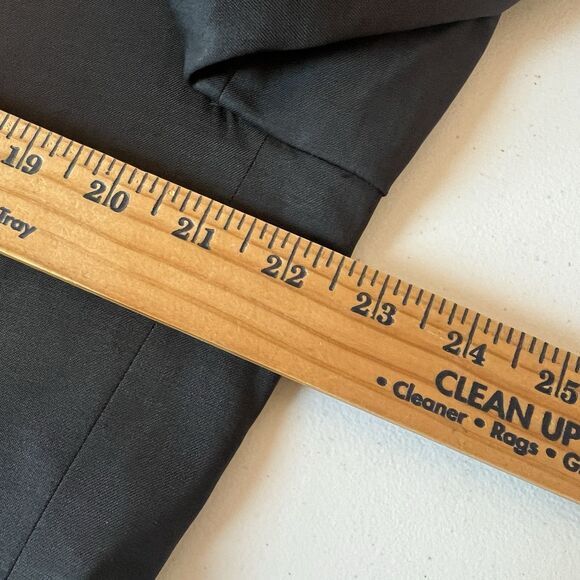 19 20 21 22 23 24 25
Tray
CLEAN UP
• Cleaner • Rags •